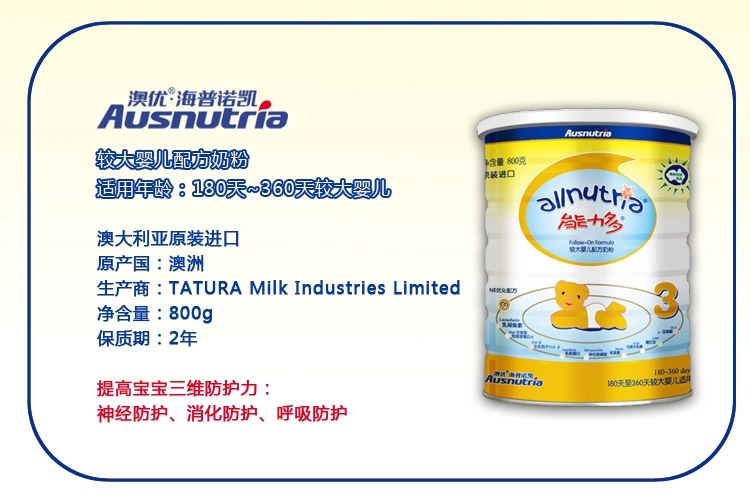 澳优®海普诺凯
Ausnutria
较大婴儿配方奶粉
适用年龄：180天~360天较大婴儿
澳大利亚原装进口
原产国：澳洲
生产商：TATURA Milk Industries Limited
净含量：800g
保质期：2年
提高宝宝三维防护力：
神经防护、消化防护、呼吸防护
Ausnutria
含量 800克
装进口
allnutria
能力多
Follow-On Formula
较大婴儿配方奶粉
3
乳凝集素
Ausnutria
180-360 day
180天至360天较大婴儿适用